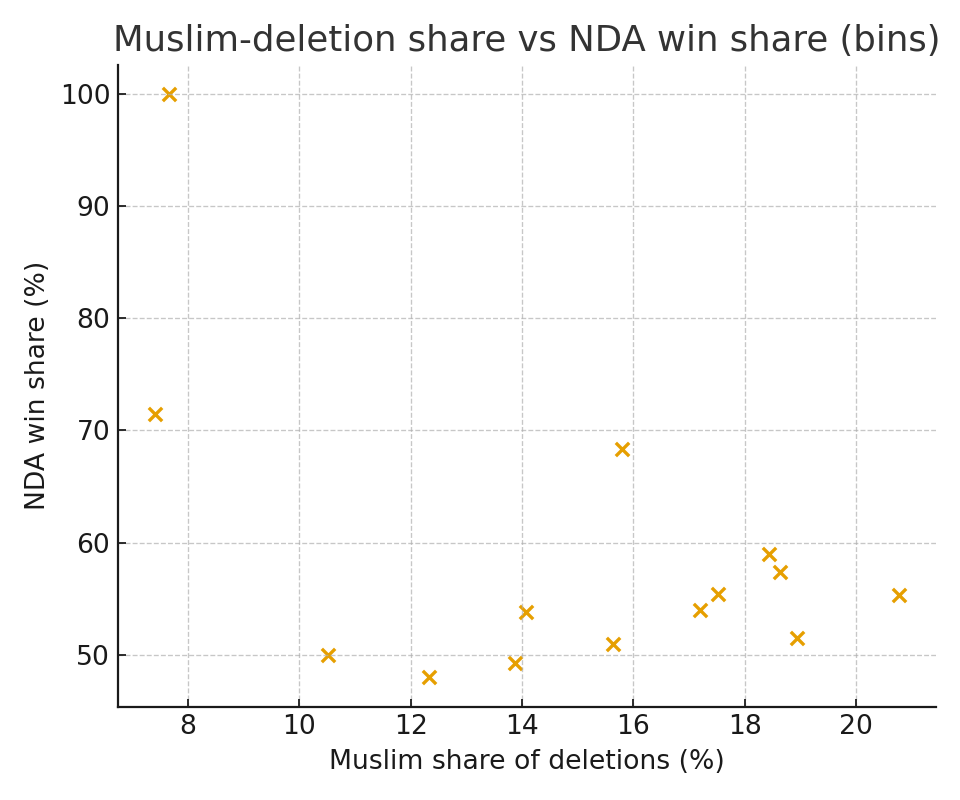 Muslim-deletion share vs NDA win share (bins)
100
90
80
70
60
50
NDA win share (%)
8 10 12 14 16 18 20
Muslim share of deletions (%)